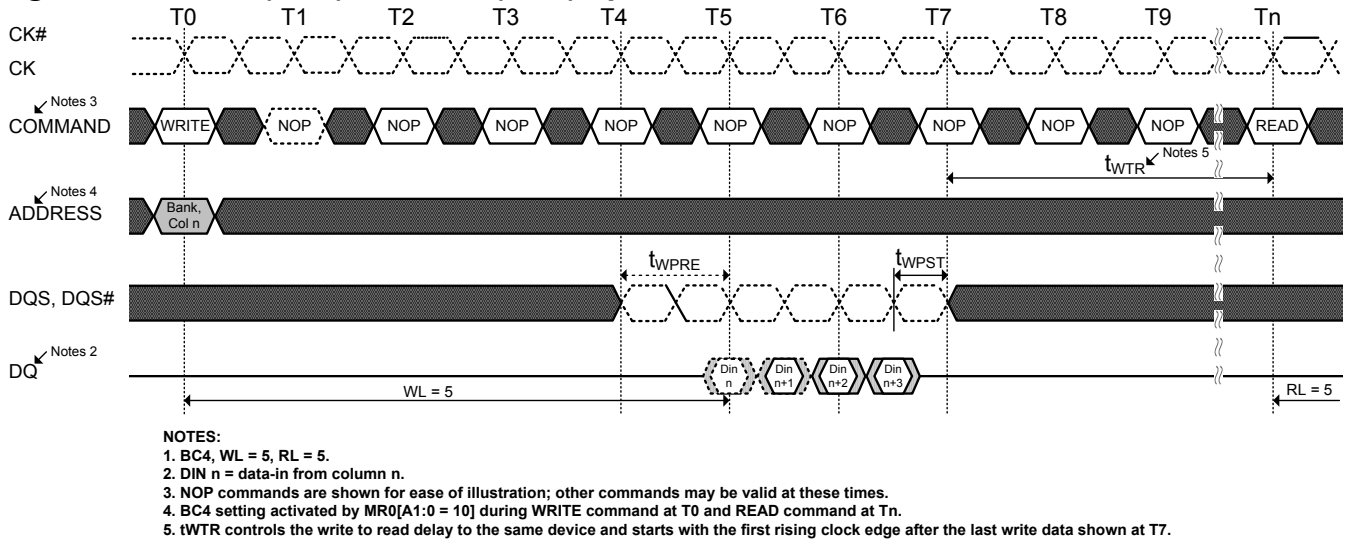 T0 T1 T2 T3 T4 T5 T6 T7 T8 T9 Tn
CK#
CK
Notes 3
COMMAND WRITE NOP NOP NOP NOP NOP NOP NOP NOP NOP READ
tWTR Notes 5
Notes 4
ADDRESS
Bank,
Col n
tWPRE tWPST
DQS, DQS#
Notes 2
DQ
Din n
Din n+1
Din n+2
Din n+3
WL = 5 RL = 5
NOTES:
1. BC4, WL = 5, RL = 5.
2. DIN n = data-in from column n.
3. NOP commands are shown for ease of illustration; other commands may be valid at these times.
4. BC4 setting activated by MR0[A1:0 = 10] during WRITE command at T0 and READ command at Tn.
5. tWTR controls the write to read delay to the same device and starts with the first rising clock edge after the last write data shown at T7.